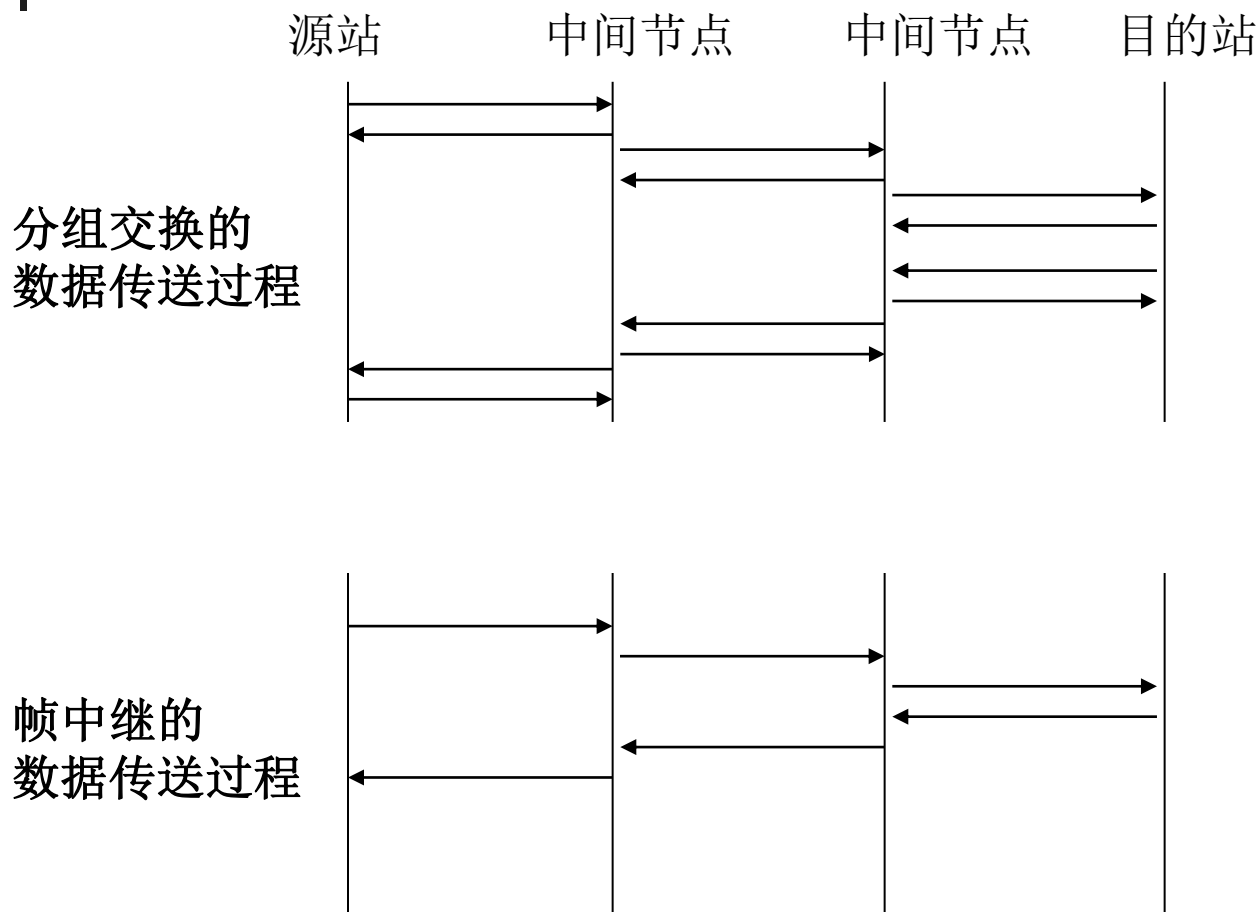 源站
中间节点
中间节点
目的站
分组交换的
数据传送过程
帧中继的
数据传送过程